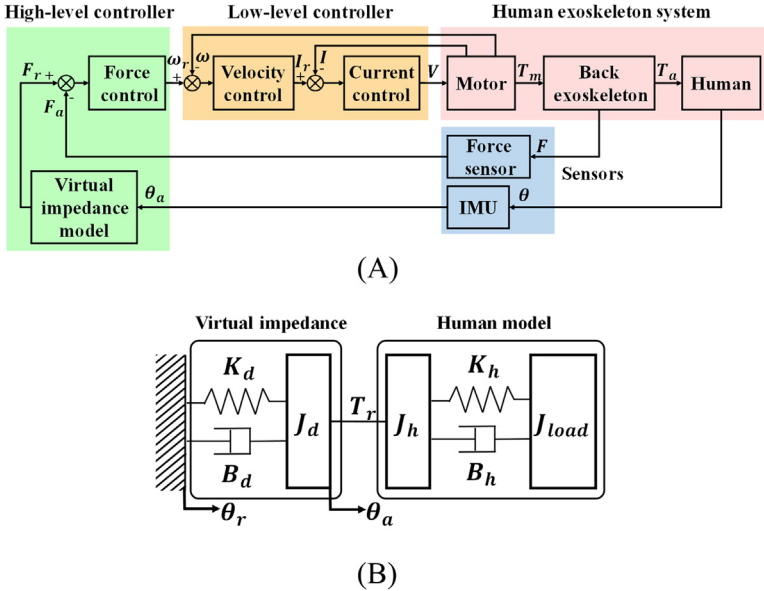 High-level controller Low-level controller Human exoskeleton system
F_r + ω_r ω - I_r I
Force control + Velocity control + - Current control V Motor T_m Back exoskeleton T_a Human
F_a -
Force sensor F Sensors
Virtual impedance model θ_a IMU θ
(A)
Virtual impedance Human model
K_d K_h
T_r
J_d J_h J_load
B_d B_h
θ_r θ_a
(B)